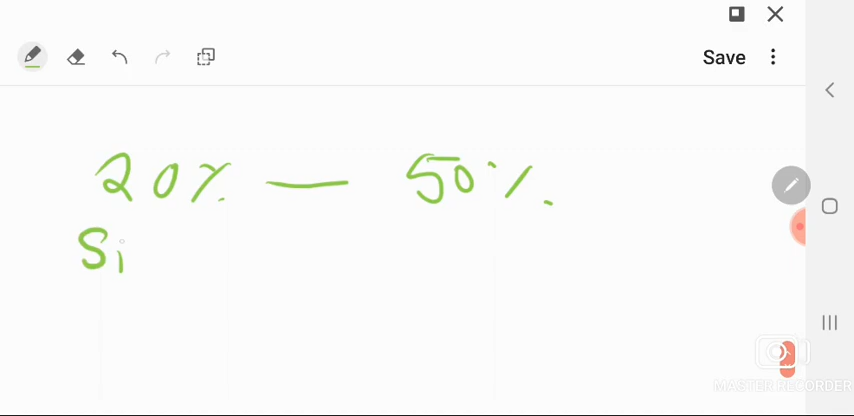 Save
20% — 50%.
Si
MASTER RECORDER